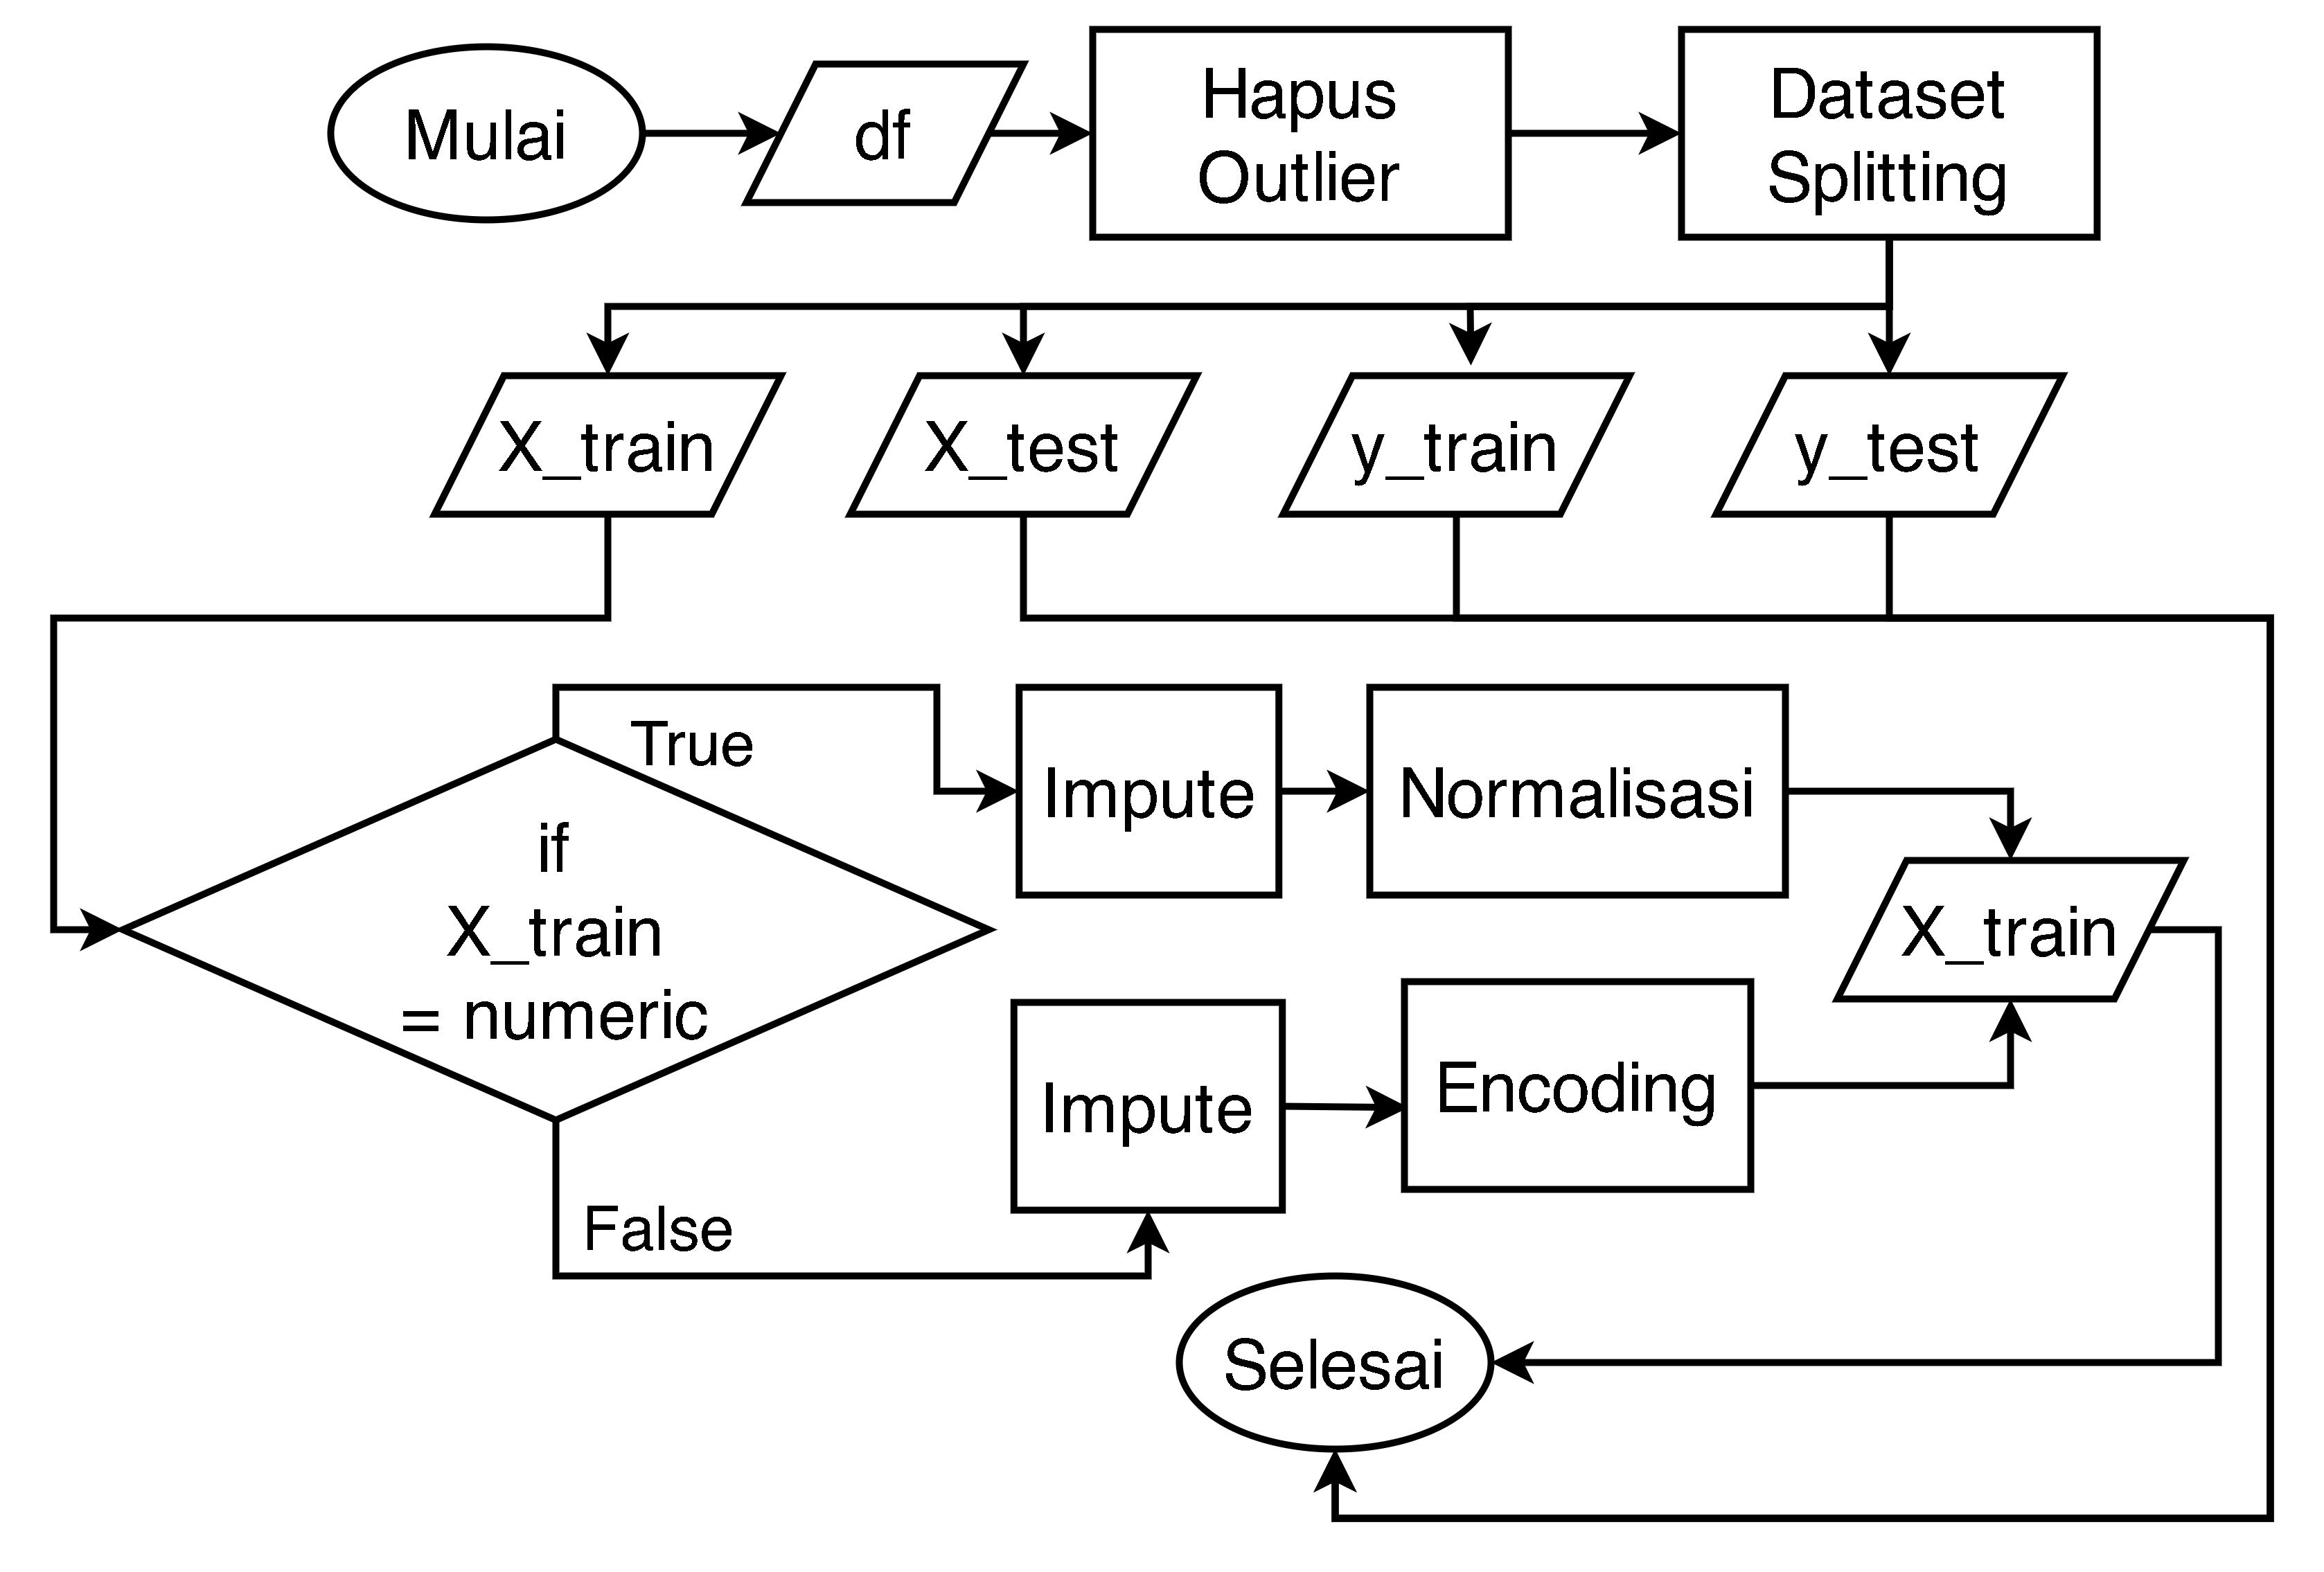 Mulai
df
Hapus
Outlier
Dataset
Splitting
X_train
X_test
y_train
y_test
True
if
X_train
= numeric
Impute
Normalisasi
X_train
Impute
Encoding
False
Selesai